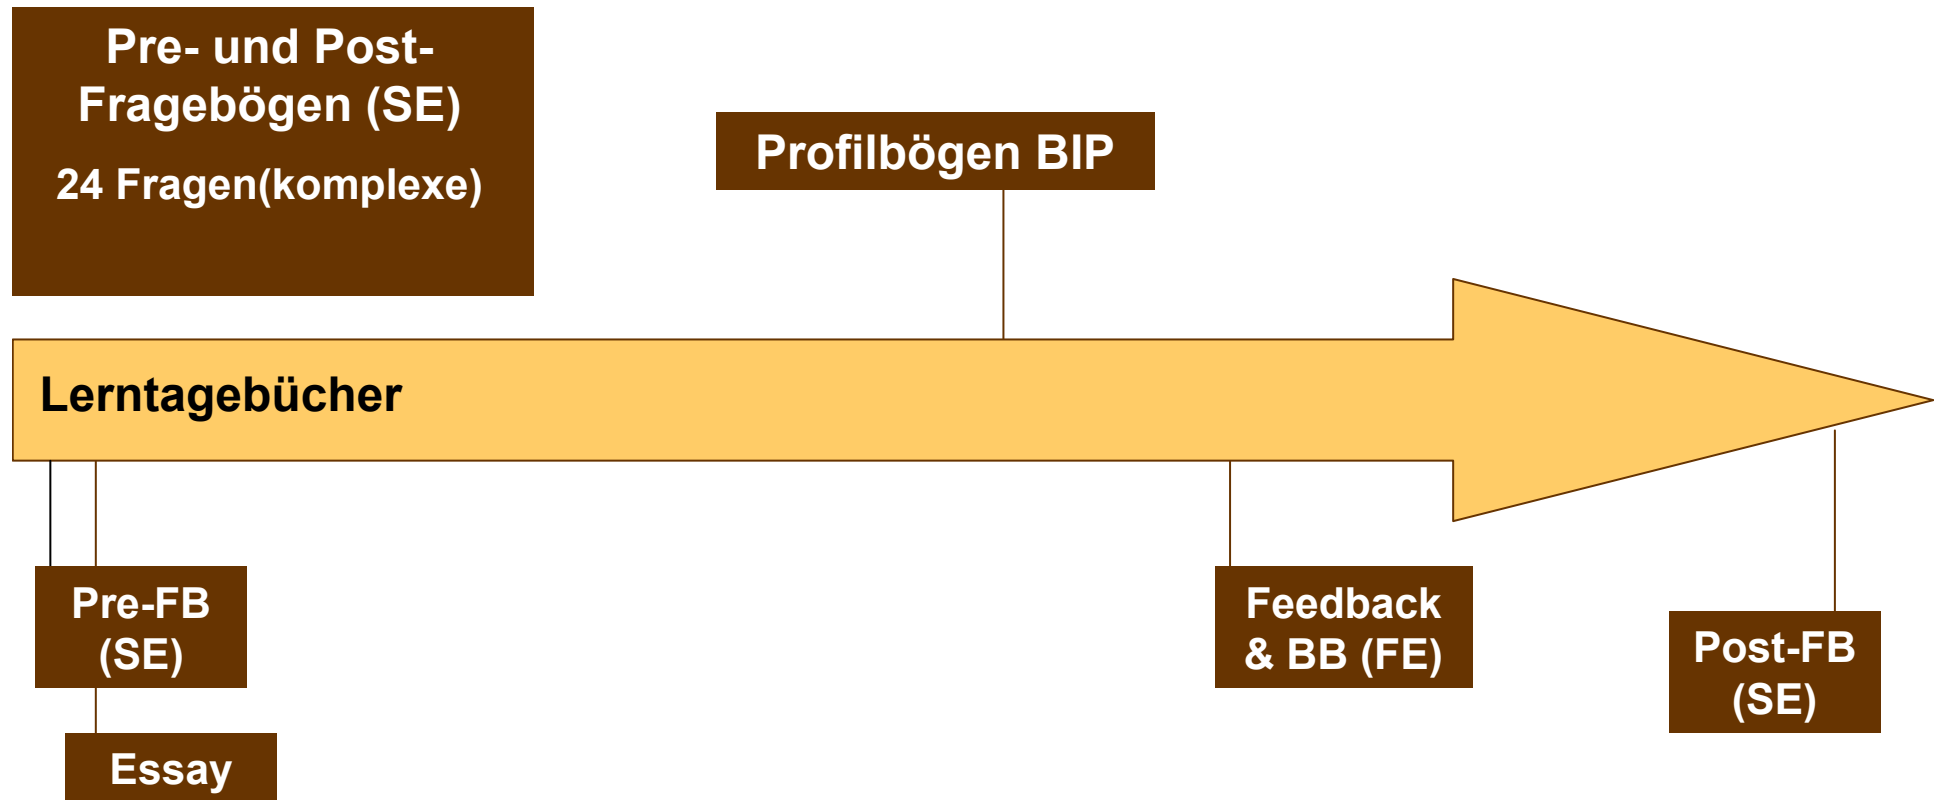 Pre- und Post-
Fragebögen (SE)
24 Fragen(komplexe)
Profilbögen BIP
Lerntagebücher
Pre-FB
(SE)
Essay
Feedback
& BB (FE)
Post-FB
(SE)